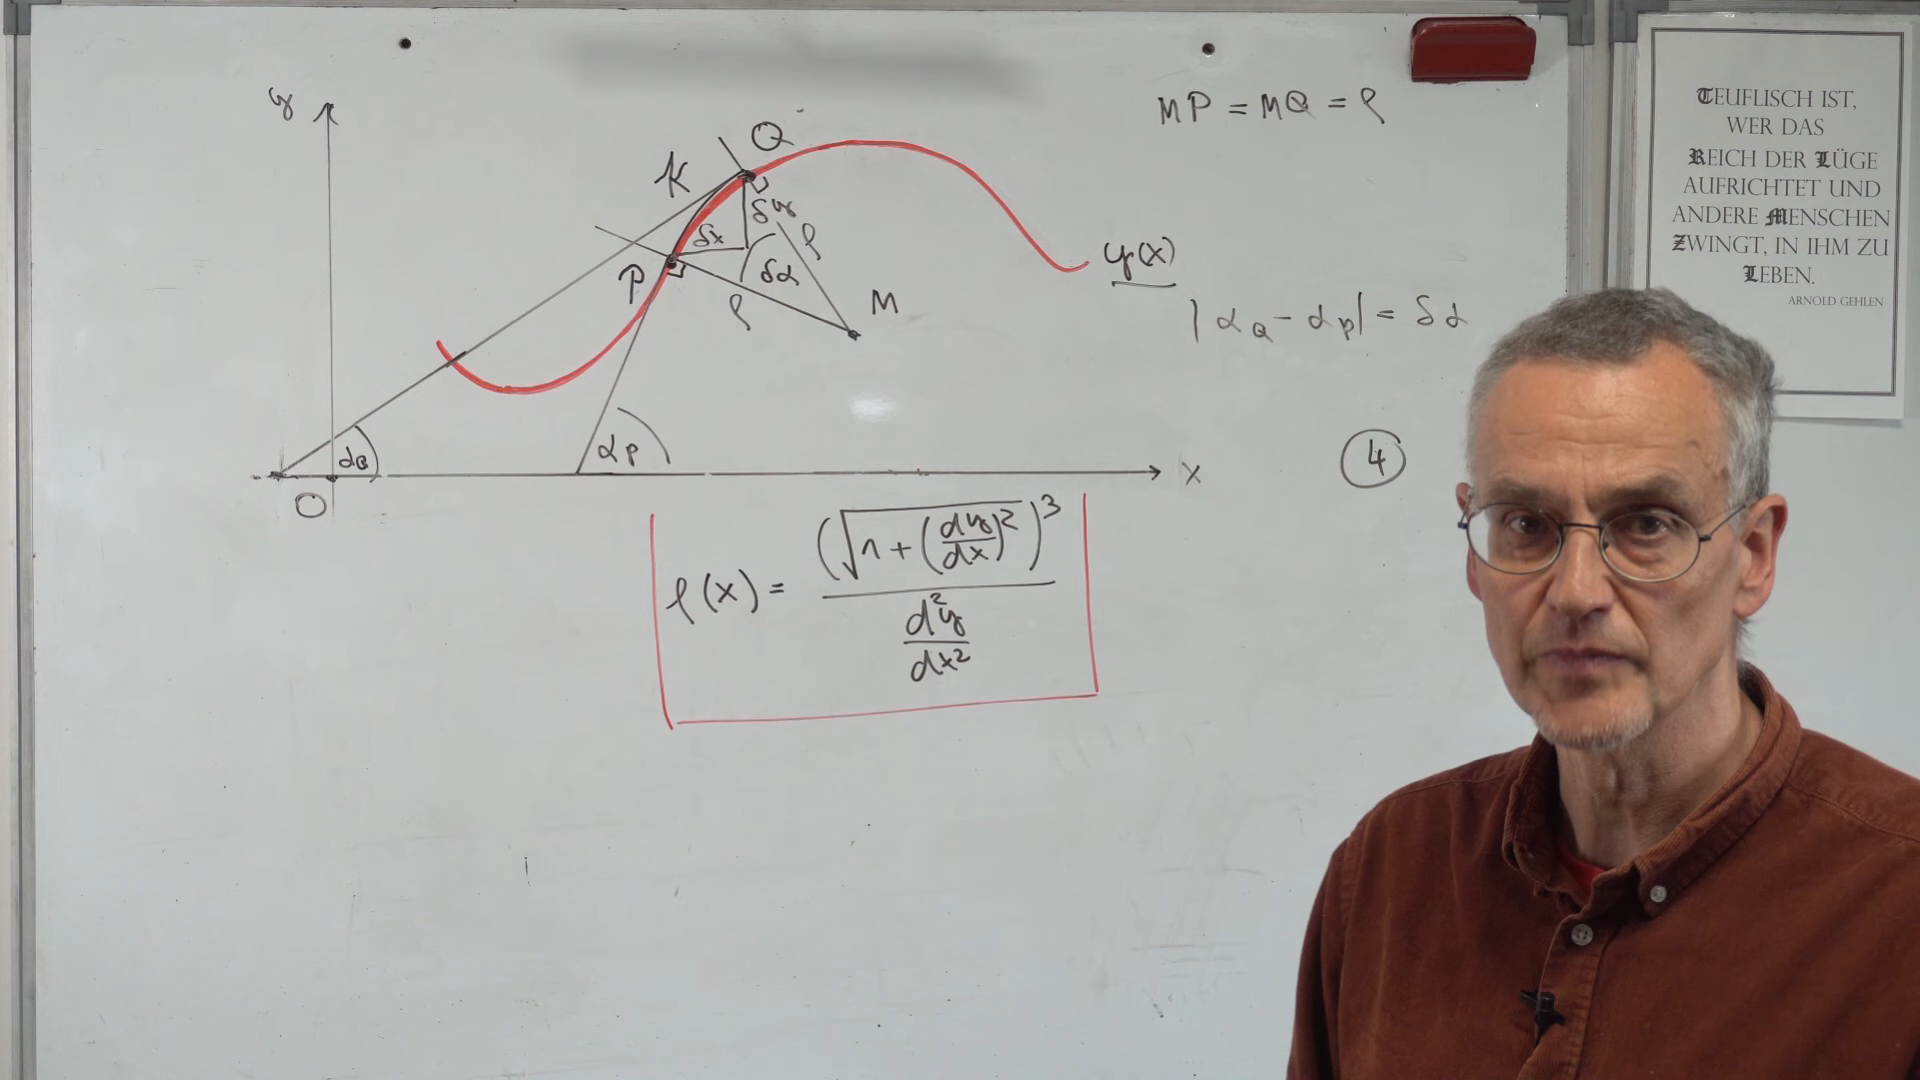 y
Q
MP = MQ = ρ
K
δy
δx
ρ
P
δα
y(x)
ρ
M
|α_Q - α_P| = δα
α_Q
α_P
x
O
④
ρ(x) = (√(1 + (dy/dx)²))³ / (d²y/dx²)
TEUFLISCH IST,
WER DAS
REICH DER LÜGE
AUFRICHTET UND
ANDERE MENSCHEN
ZWINGT, IN IHM ZU
LEBEN.
ARNOLD GEHLEN